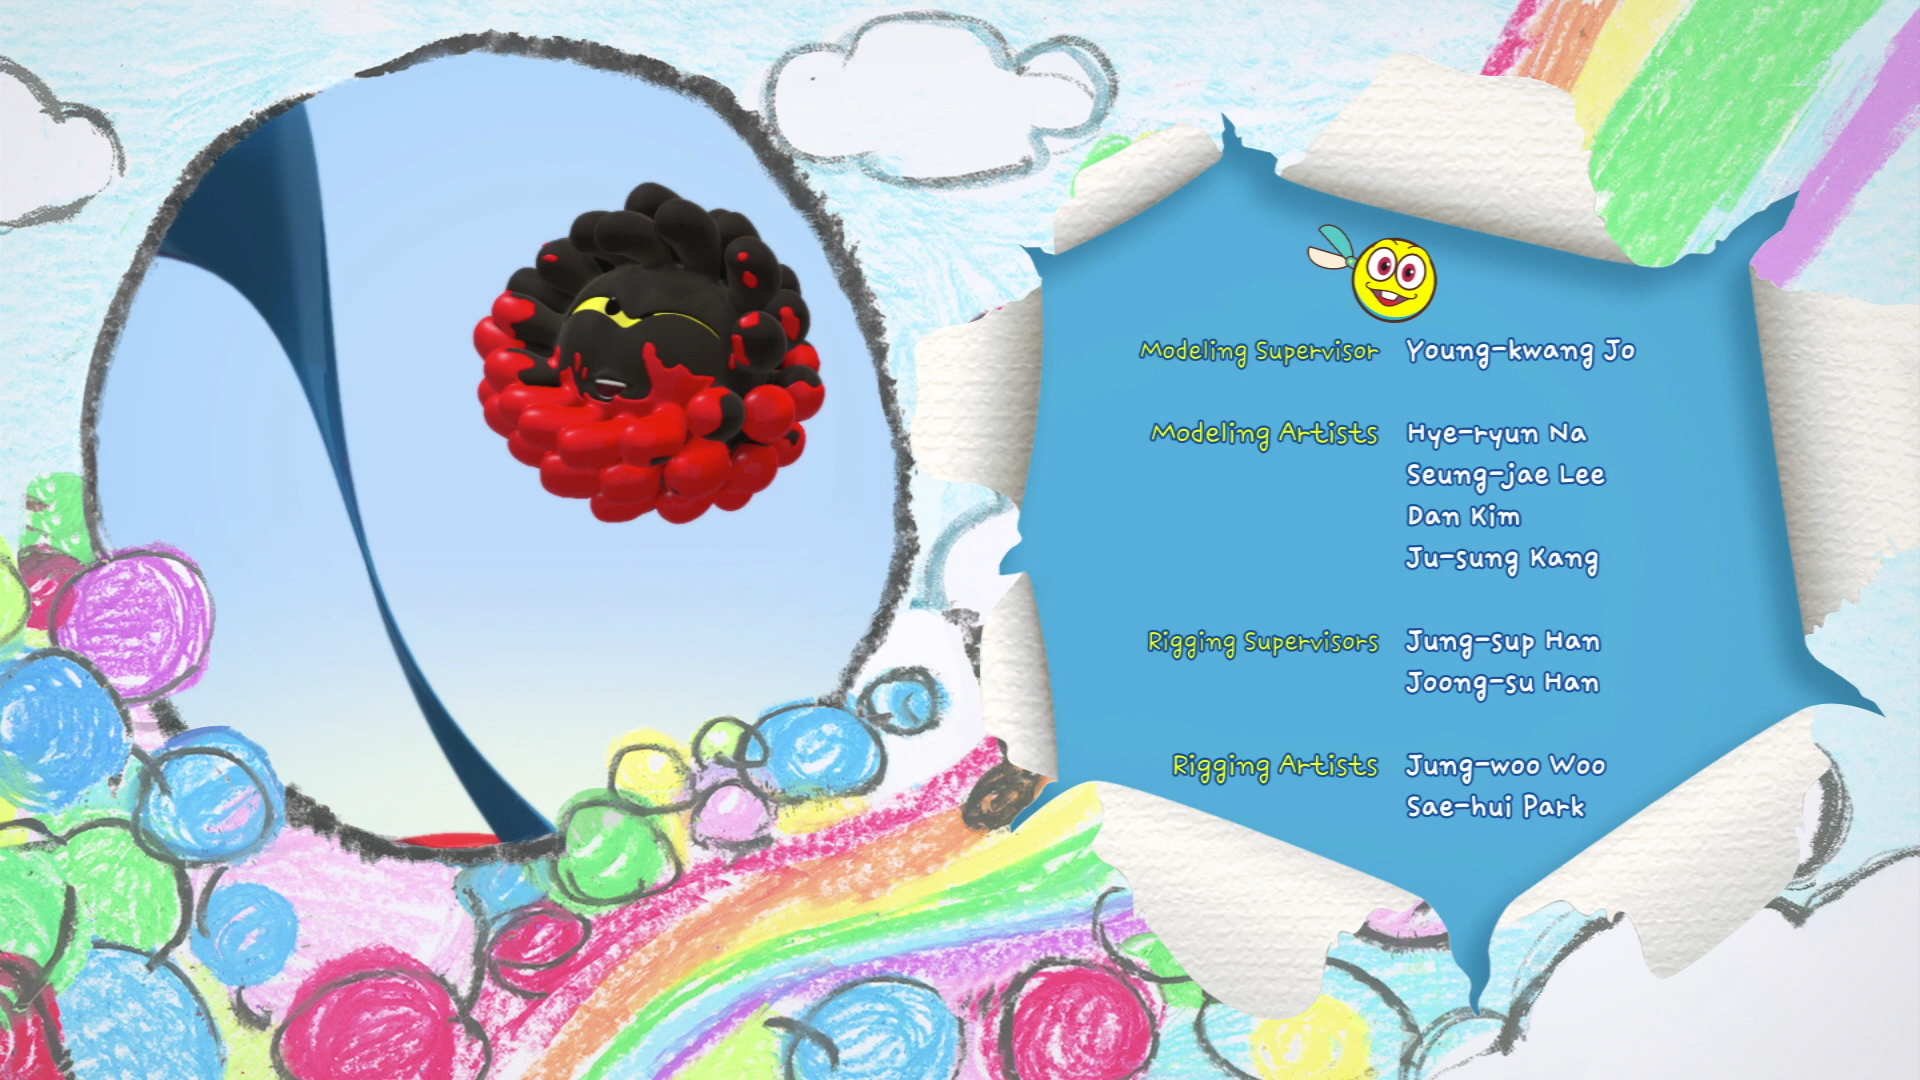 Modeling Supervisor Young-kwang Jo
Modeling Artists Hye-ryun Na
Seung-jae Lee
Dan Kim
Ju-sung Kang
Rigging Supervisors Jung-sup Han
Joong-su Han
Rigging Artists Jung-woo Woo
Sae-hui Park